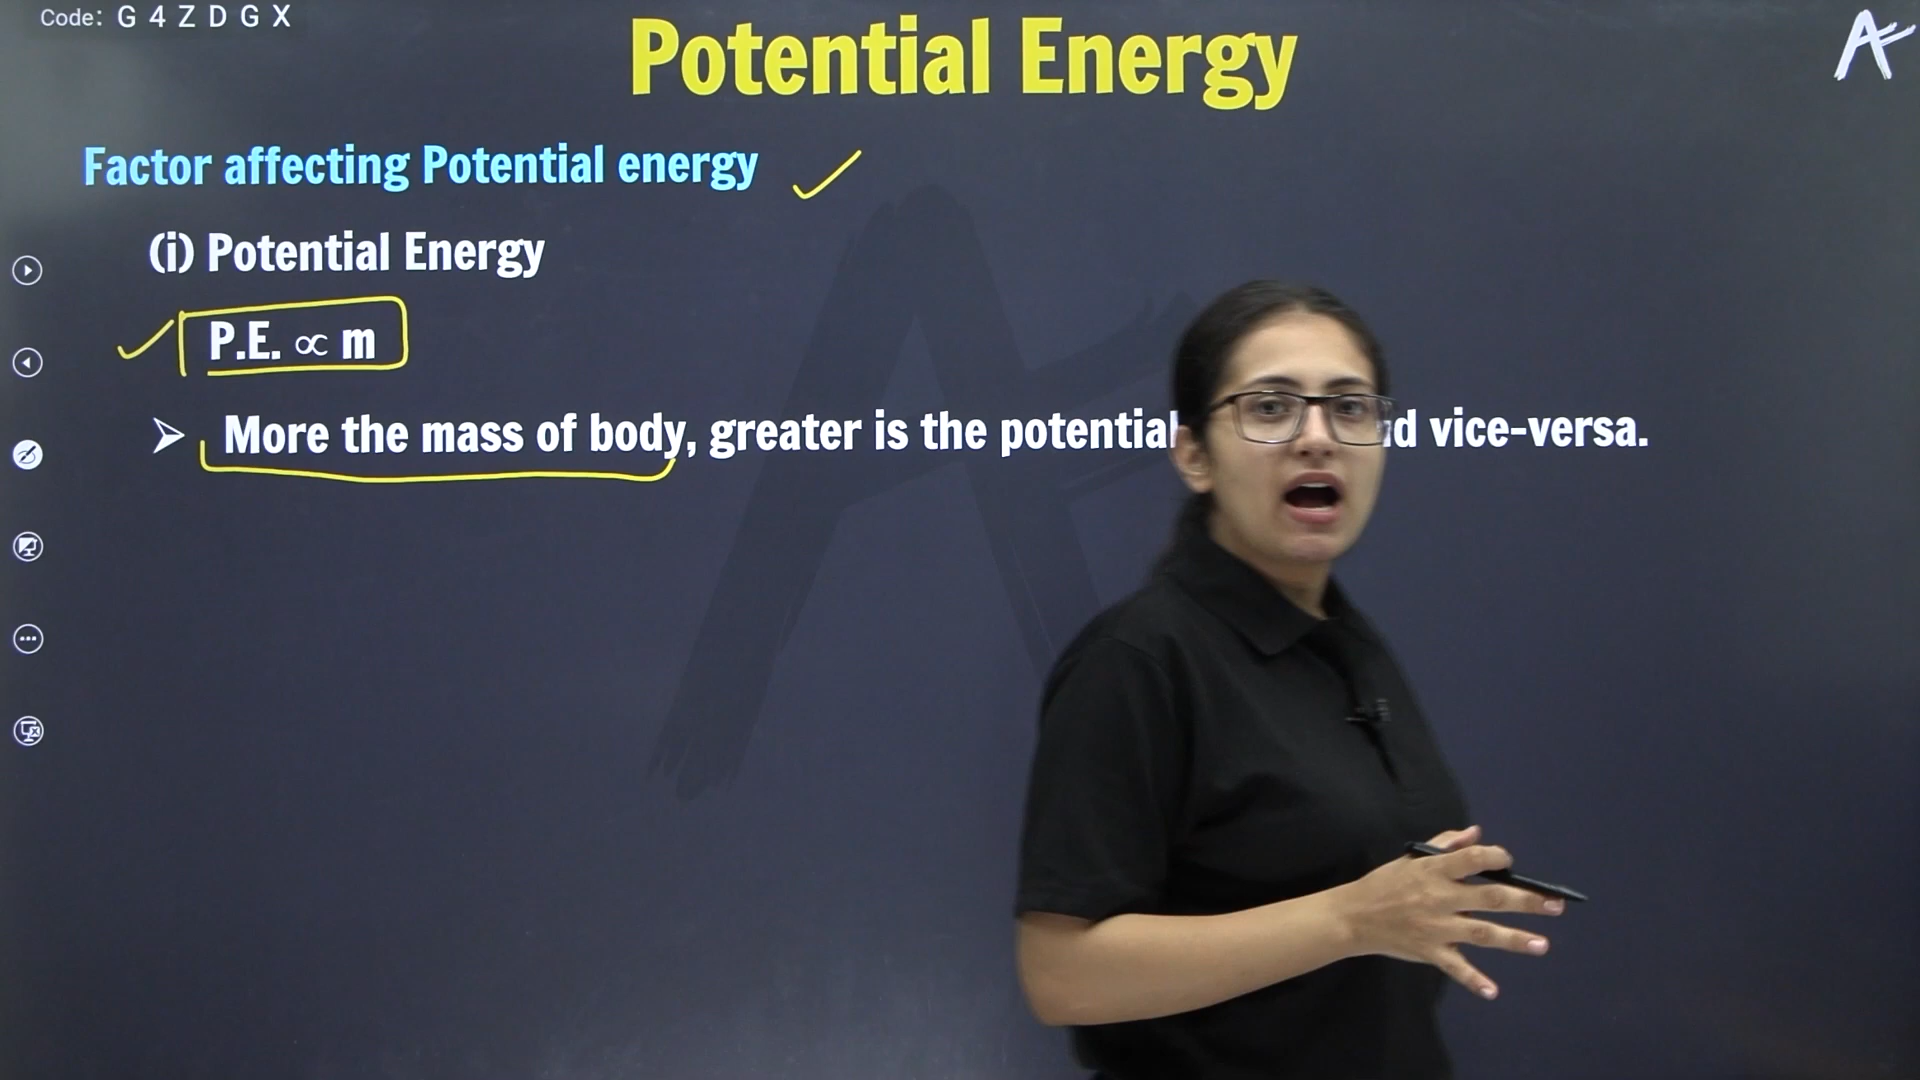 Code: G 4 Z D G X
Potential Energy
Factor affecting Potential energy
(i) Potential Energy
P.E. ∝ m
More the mass of body, greater is the potential vice-versa.